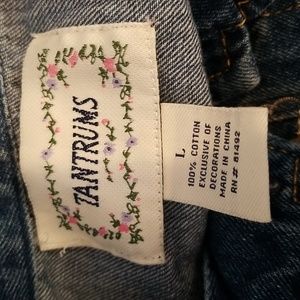 TANTRUMS
L
100% COTTON
EXCLUSIVE OF
DECORATIONS
MADE IN CHINA
RN # 81492